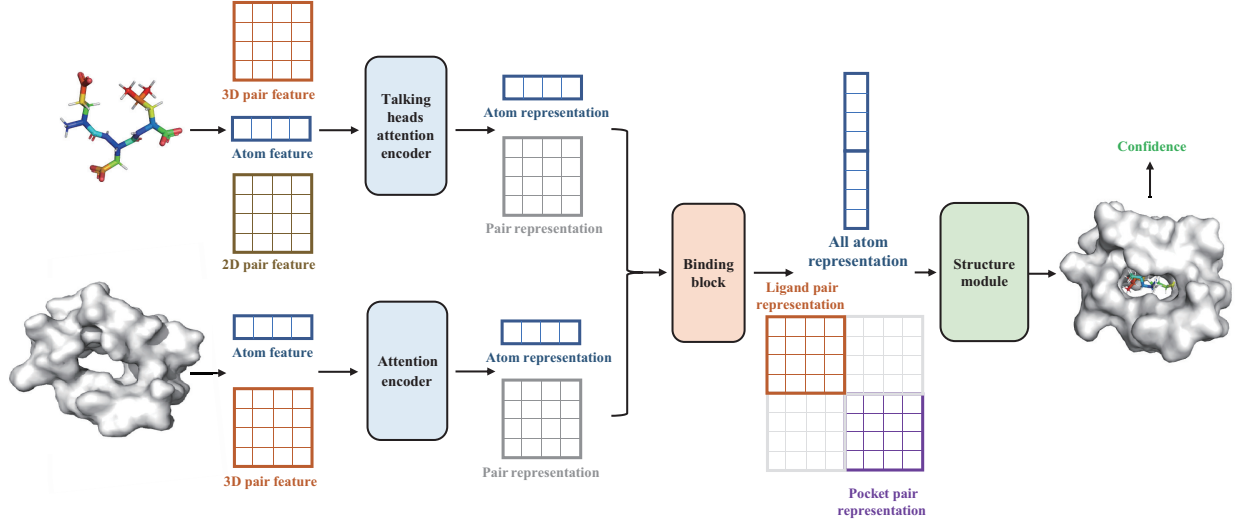 3D pair feature
Atom feature
2D pair feature
Talking
heads
attention
encoder
Atom representation
Pair representation
Atom feature
3D pair feature
Attention
encoder
Atom representation
Pair representation
Binding
block
All atom
representation
Ligand pair
representation
Pocket pair
representation
Structure
module
Confidence